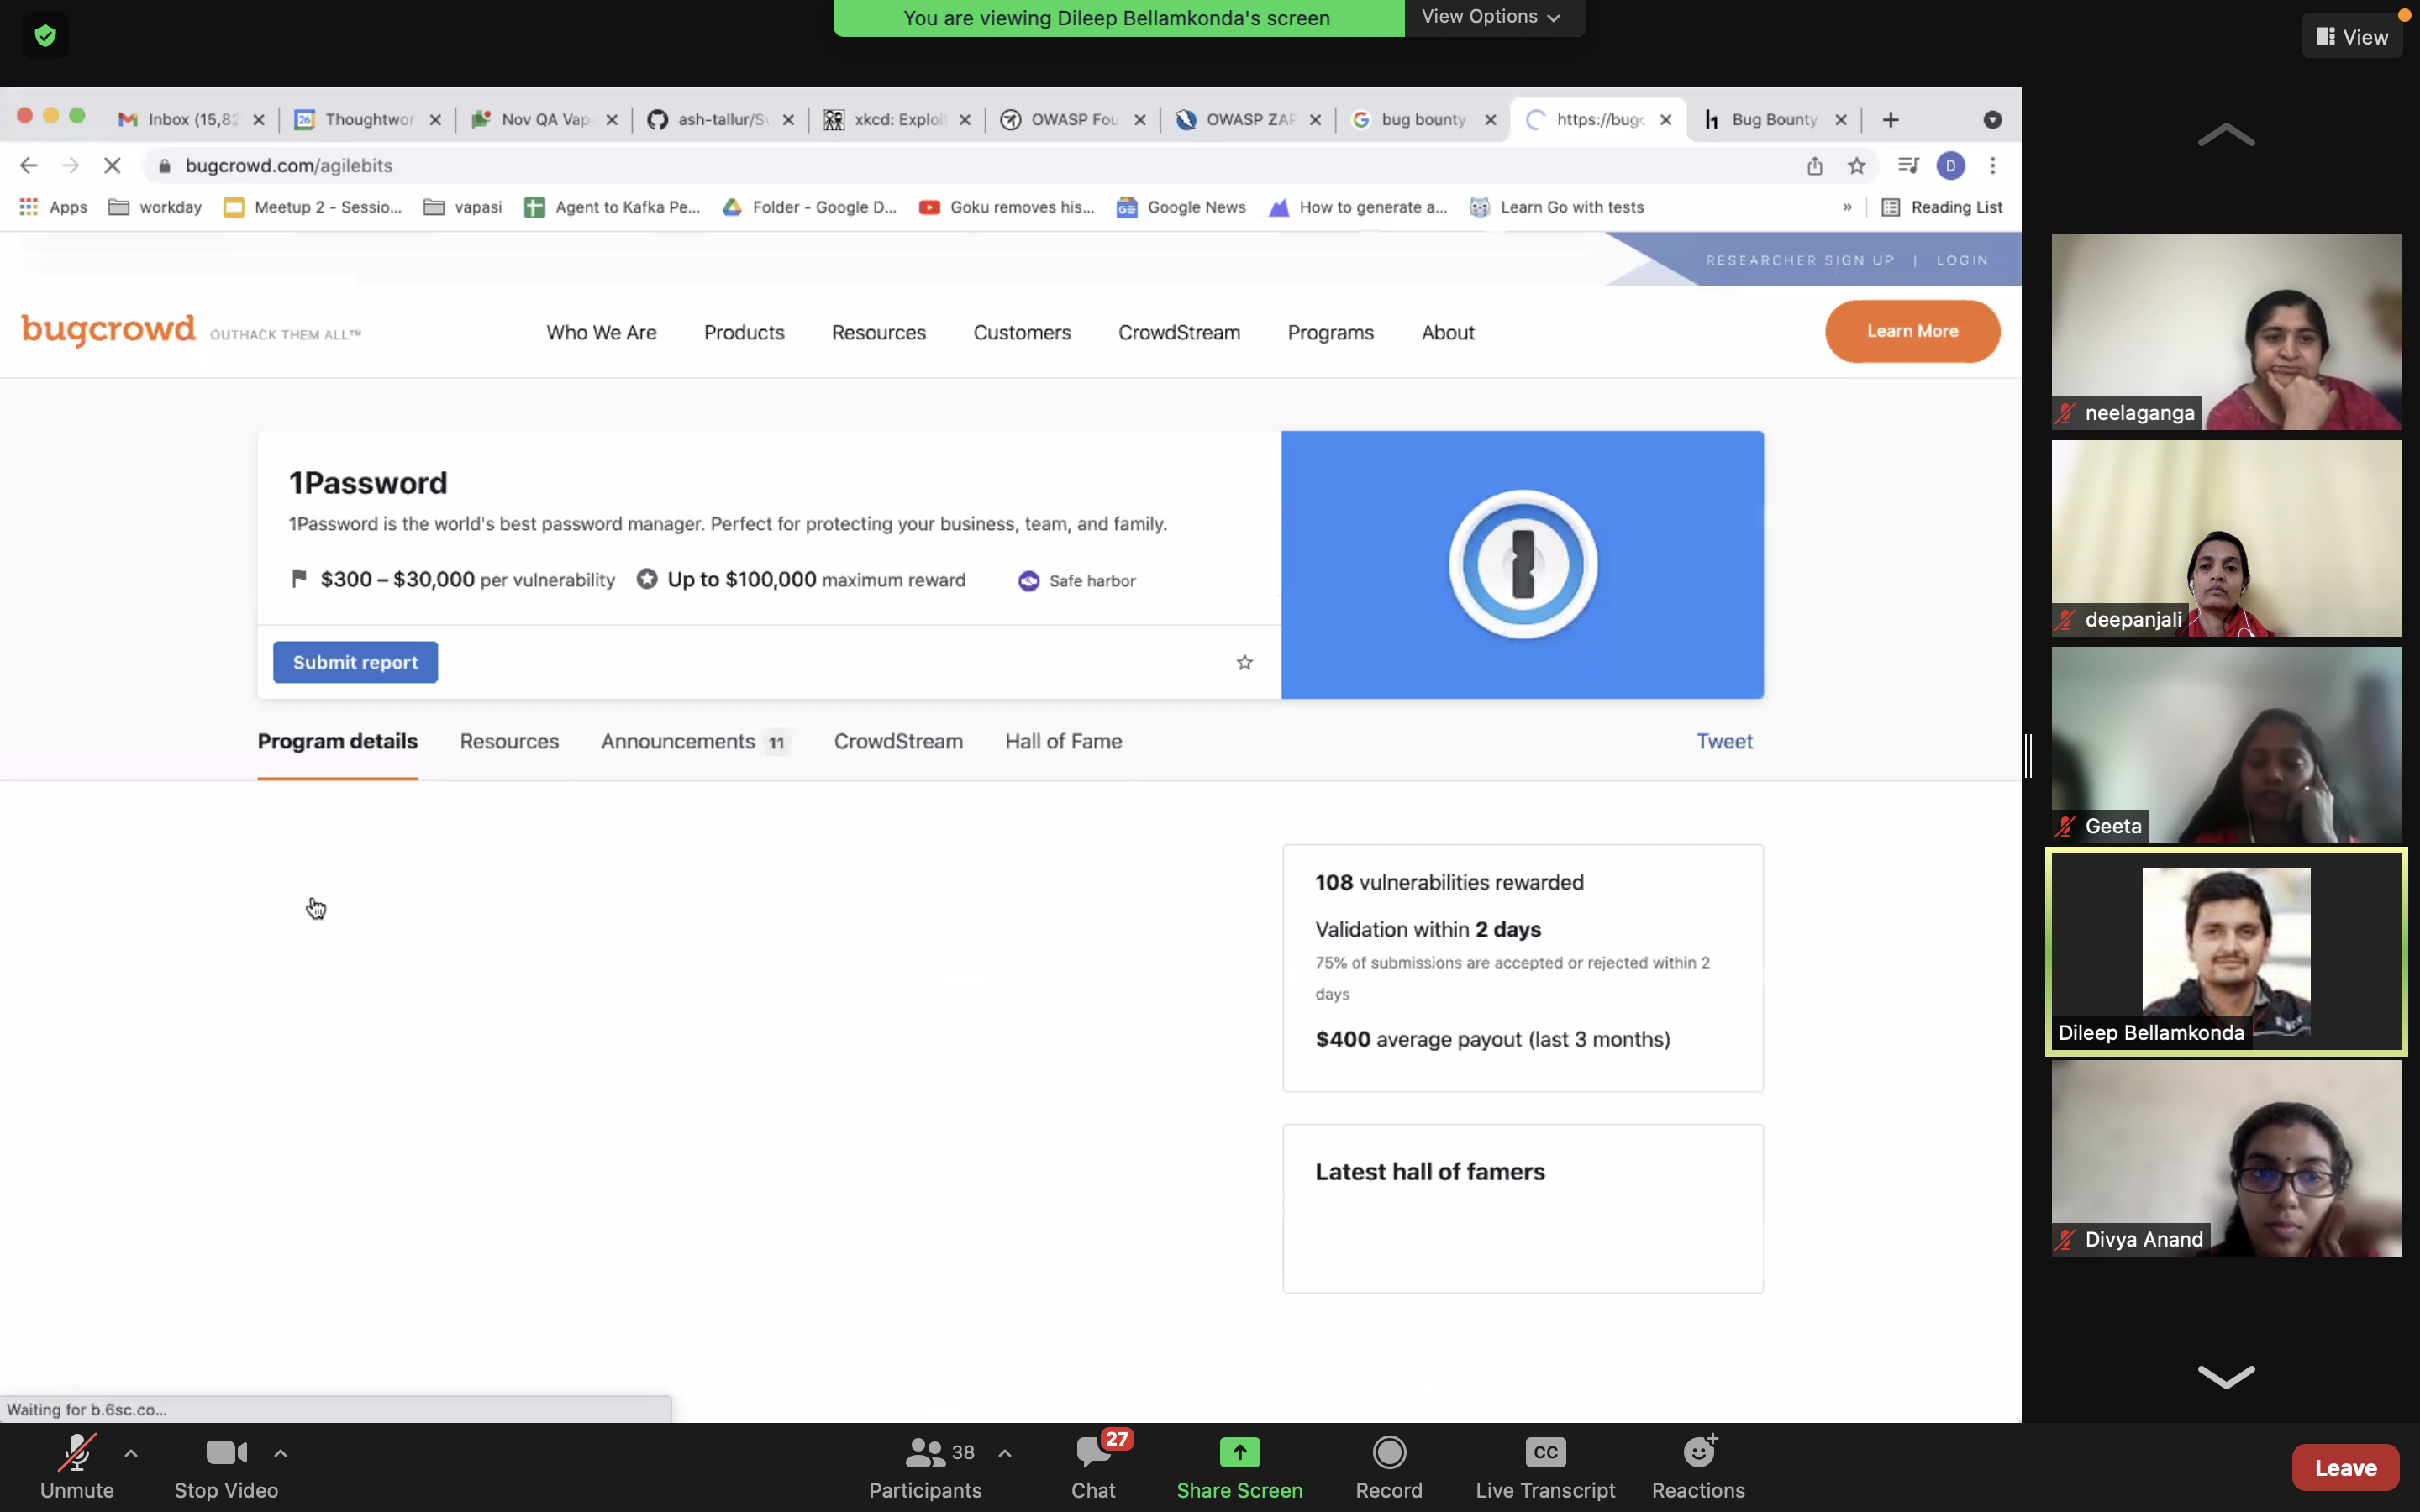 You are viewing Dileep Bellamkonda's screen
View Options
View
Inbox (15,82
Thoughtwor
Nov QA Vap
ash-tallur/S
xkcd: Exploi
OWASP Fou
OWASP ZAP
bug bounty
https://bugc
Bug Bounty
bugcrowd.com/agilebits
D
Apps
workday
Meetup 2 - Sessio...
vapasi
Agent to Kafka Pe...
Folder - Google D...
Goku removes his...
Google News
How to generate a...
Learn Go with tests
»
Reading List
RESEARCHER SIGN UP | LOGIN
bugcrowd OUTHACK THEM ALL™
Who We Are
Products
Resources
Customers
CrowdStream
Programs
About
Learn More
1Password
1Password is the world's best password manager. Perfect for protecting your business, team, and family.
$300 – $30,000 per vulnerability
Up to $100,000 maximum reward
Safe harbor
Submit report
Program details
Resources
Announcements 11
CrowdStream
Hall of Fame
Tweet
108 vulnerabilities rewarded
Validation within 2 days
75% of submissions are accepted or rejected within 2
days
$400 average payout (last 3 months)
Latest hall of famers
Waiting for b.6sc.co...
neelaganga
deepanjali
Geeta
Dileep Bellamkonda
Divya Anand
Unmute
Stop Video
38
Participants
27
Chat
Share Screen
Record
CC
Live Transcript
Reactions
Leave